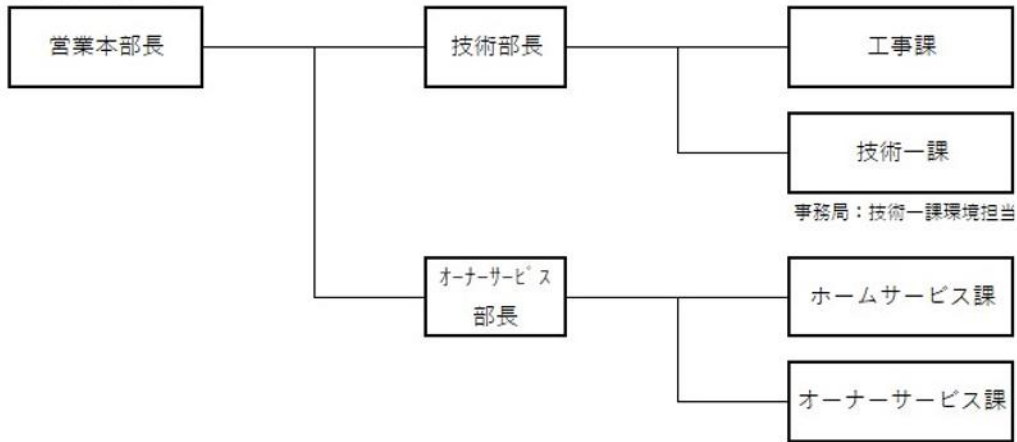 営業本部長
技術部長
工事課
技術一課
事務局：技術一課環境担当
ｵｰﾅｰｻｰﾋﾞｽ
部長
ホームサービス課
オーナーサービス課